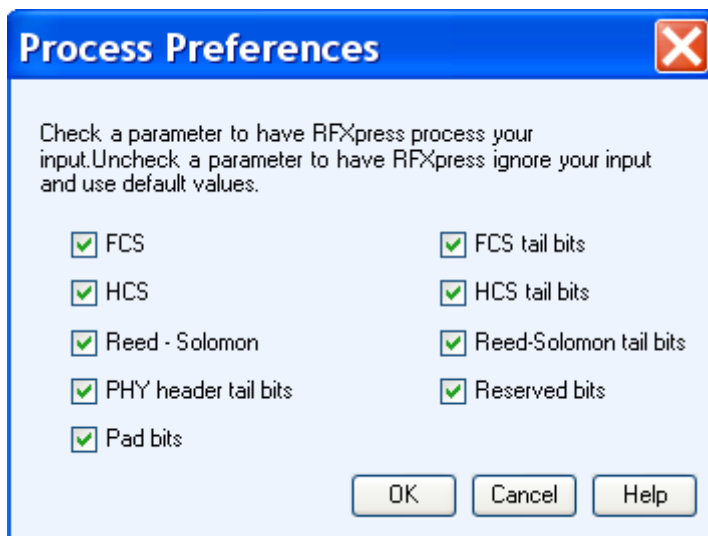 Process Preferences
Check a parameter to have RFXpress process your
input.Uncheck a parameter to have RFXpress ignore your input
and use default values.
FCS
FCS tail bits
HCS
HCS tail bits
Reed - Solomon
Reed-Solomon tail bits
PHY header tail bits
Reserved bits
Pad bits
OK
Cancel
Help